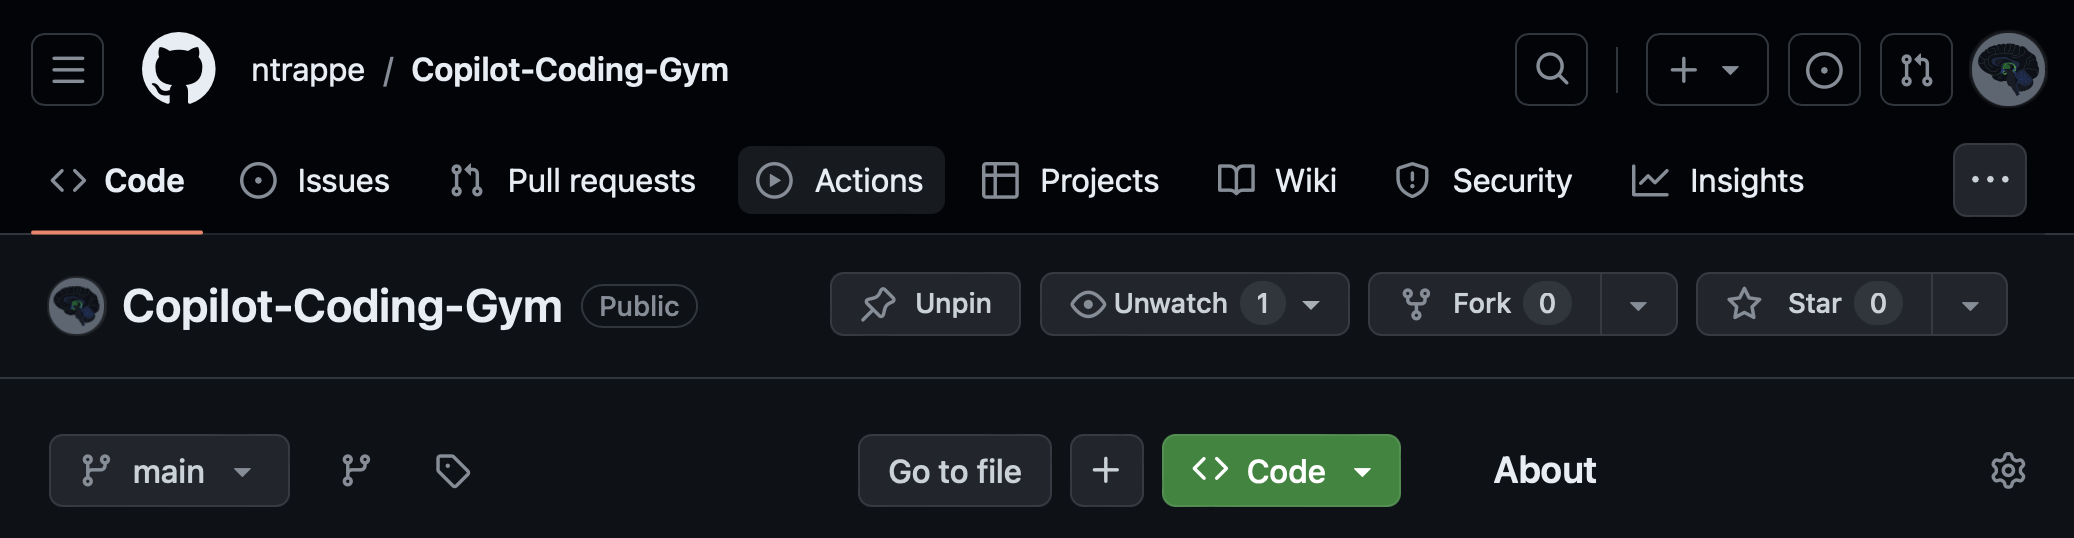 ntrappe / Copilot-Coding-Gym
Code Issues Pull requests Actions Projects Wiki Security Insights
Copilot-Coding-Gym Public Unpin Unwatch 1 Fork 0 Star 0
main Go to file Code About